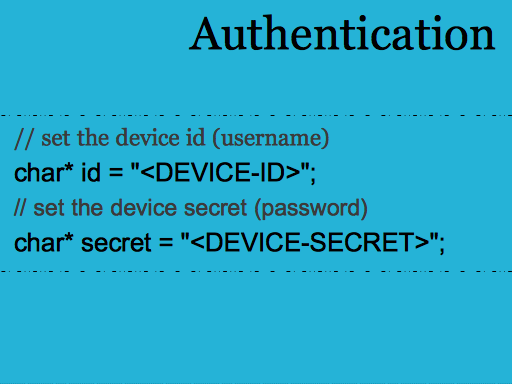 Authentication
// set the device id (username)
char* id = "<DEVICE-ID>";
// set the device secret (password)
char* secret = "<DEVICE-SECRET>";